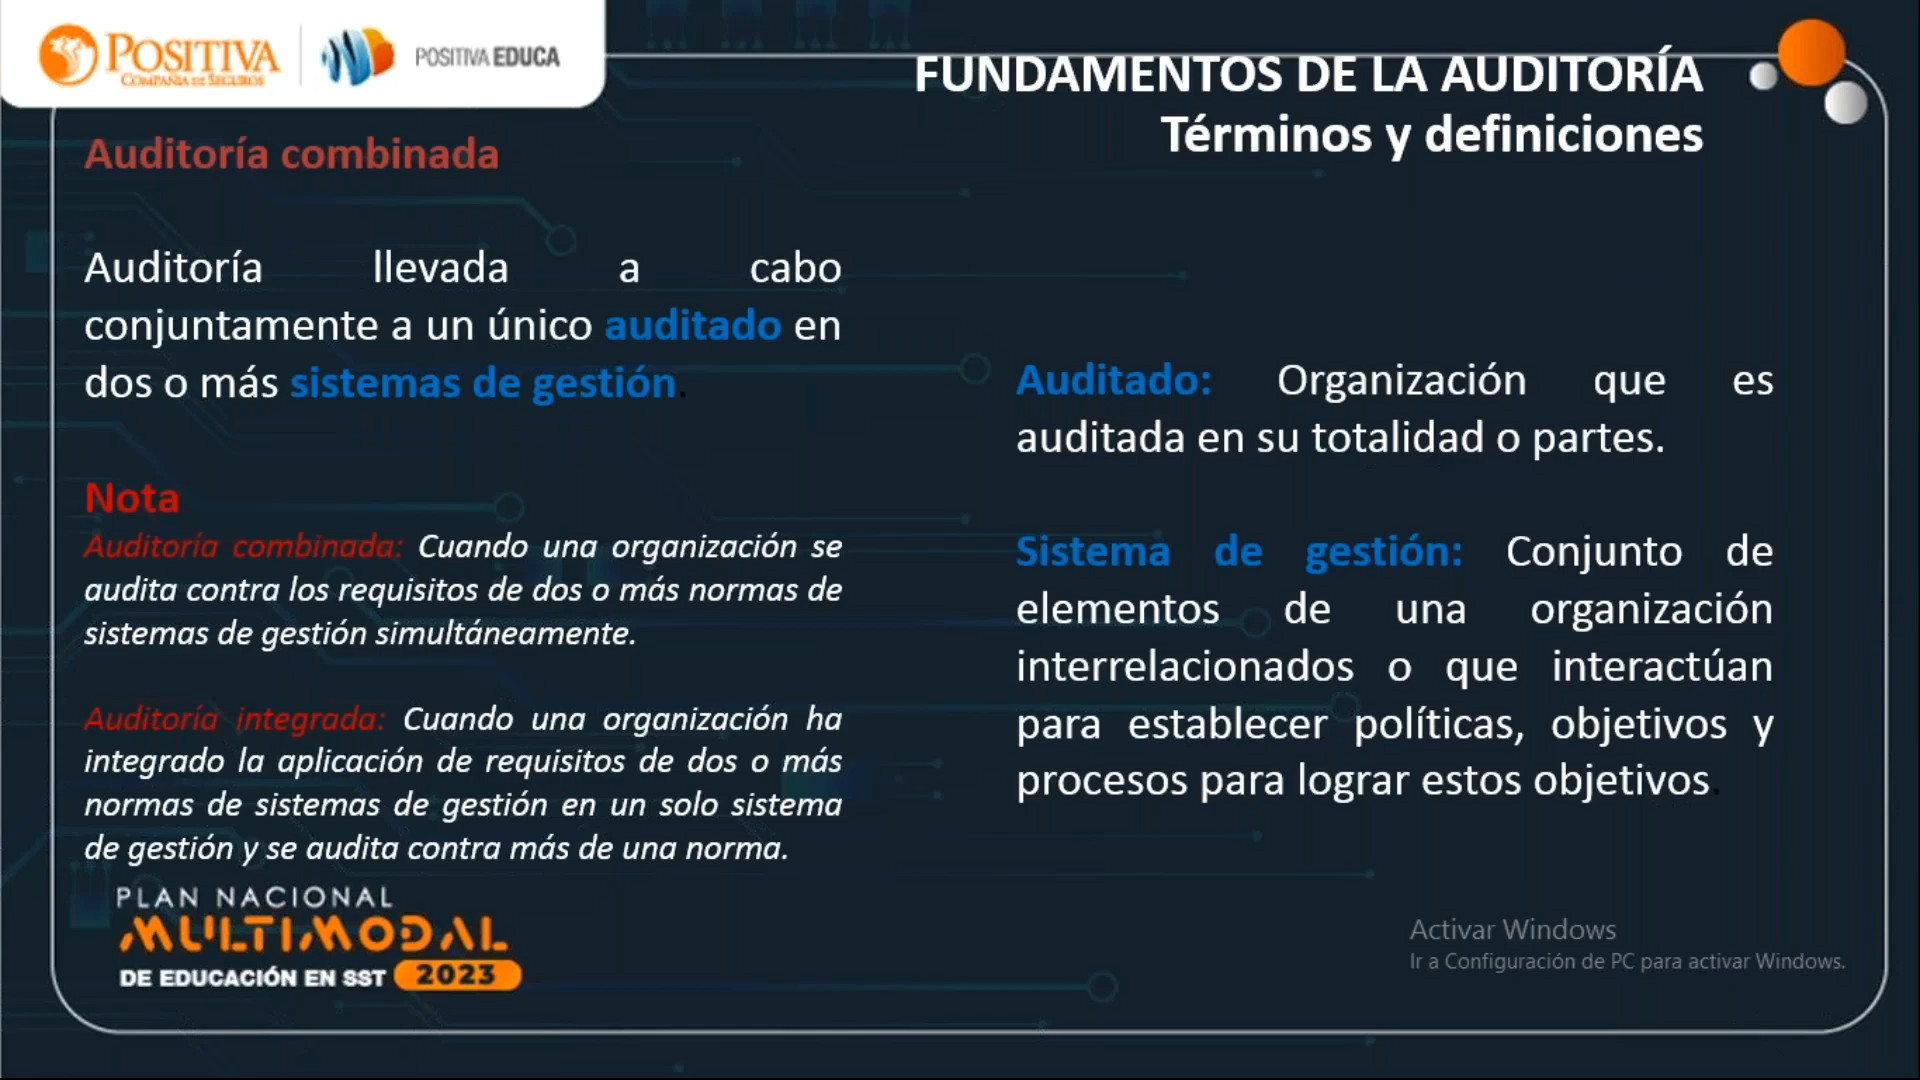 POSITIVA
COMPAÑÍA DE SEGUROS
POSITIVA EDUCA
FUNDAMENTOS DE LA AUDITORÍA
Términos y definiciones
Auditoría combinada
Auditoría llevada a cabo
conjuntamente a un único auditado en
dos o más sistemas de gestión.
Nota
Auditoría combinada: Cuando una organización se
audita contra los requisitos de dos o más normas de
sistemas de gestión simultáneamente.
Auditoría integrada: Cuando una organización ha
integrado la aplicación de requisitos de dos o más
normas de sistemas de gestión en un solo sistema
de gestión y se audita contra más de una norma.
Auditado: Organización que es
auditada en su totalidad o partes.
Sistema de gestión: Conjunto de
elementos de una organización
interrelacionados o que interactúan
para establecer políticas, objetivos y
procesos para lograr estos objetivos.
PLAN NACIONAL
MULTIMODAL
DE EDUCACIÓN EN SST 2023
Activar Windows
Ir a Configuración de PC para activar Windows.